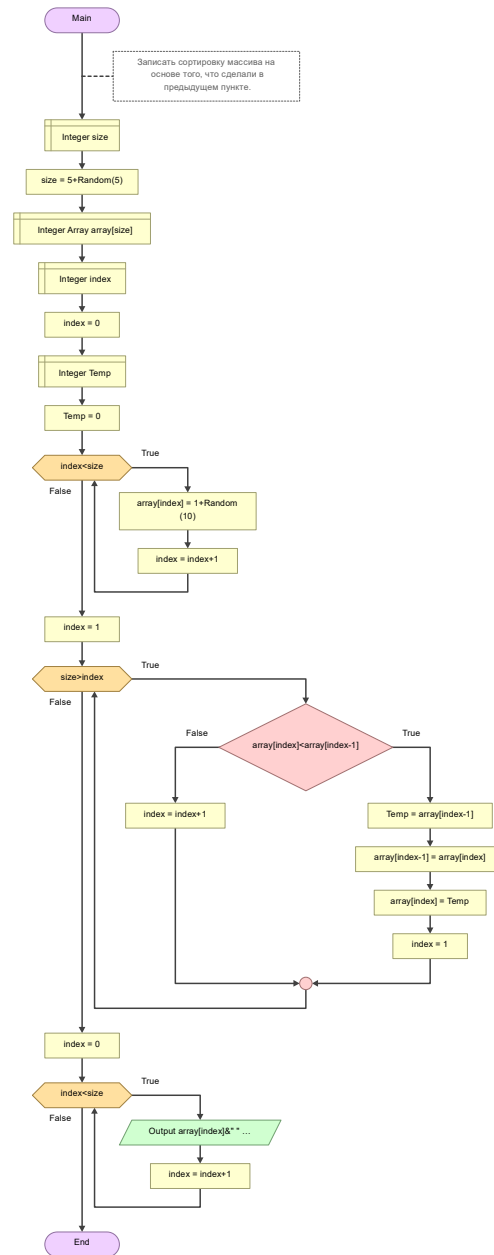 Main
Записать сортировку массива на
основе того, что сделали в
предыдущем пункте.
Integer size
size = 5+Random(5)
Integer Array array[size]
Integer index
index = 0
Integer Temp
Temp = 0
index<size
True
False
array[index] = 1+Random
(10)
index = index+1
index = 1
size>index
True
False
array[index]<array[index-1]
False
True
index = index+1
Temp = array[index-1]
array[index-1] = array[index]
array[index] = Temp
index = 1
index = 0
index<size
True
False
Output array[index]&" " ...
index = index+1
End